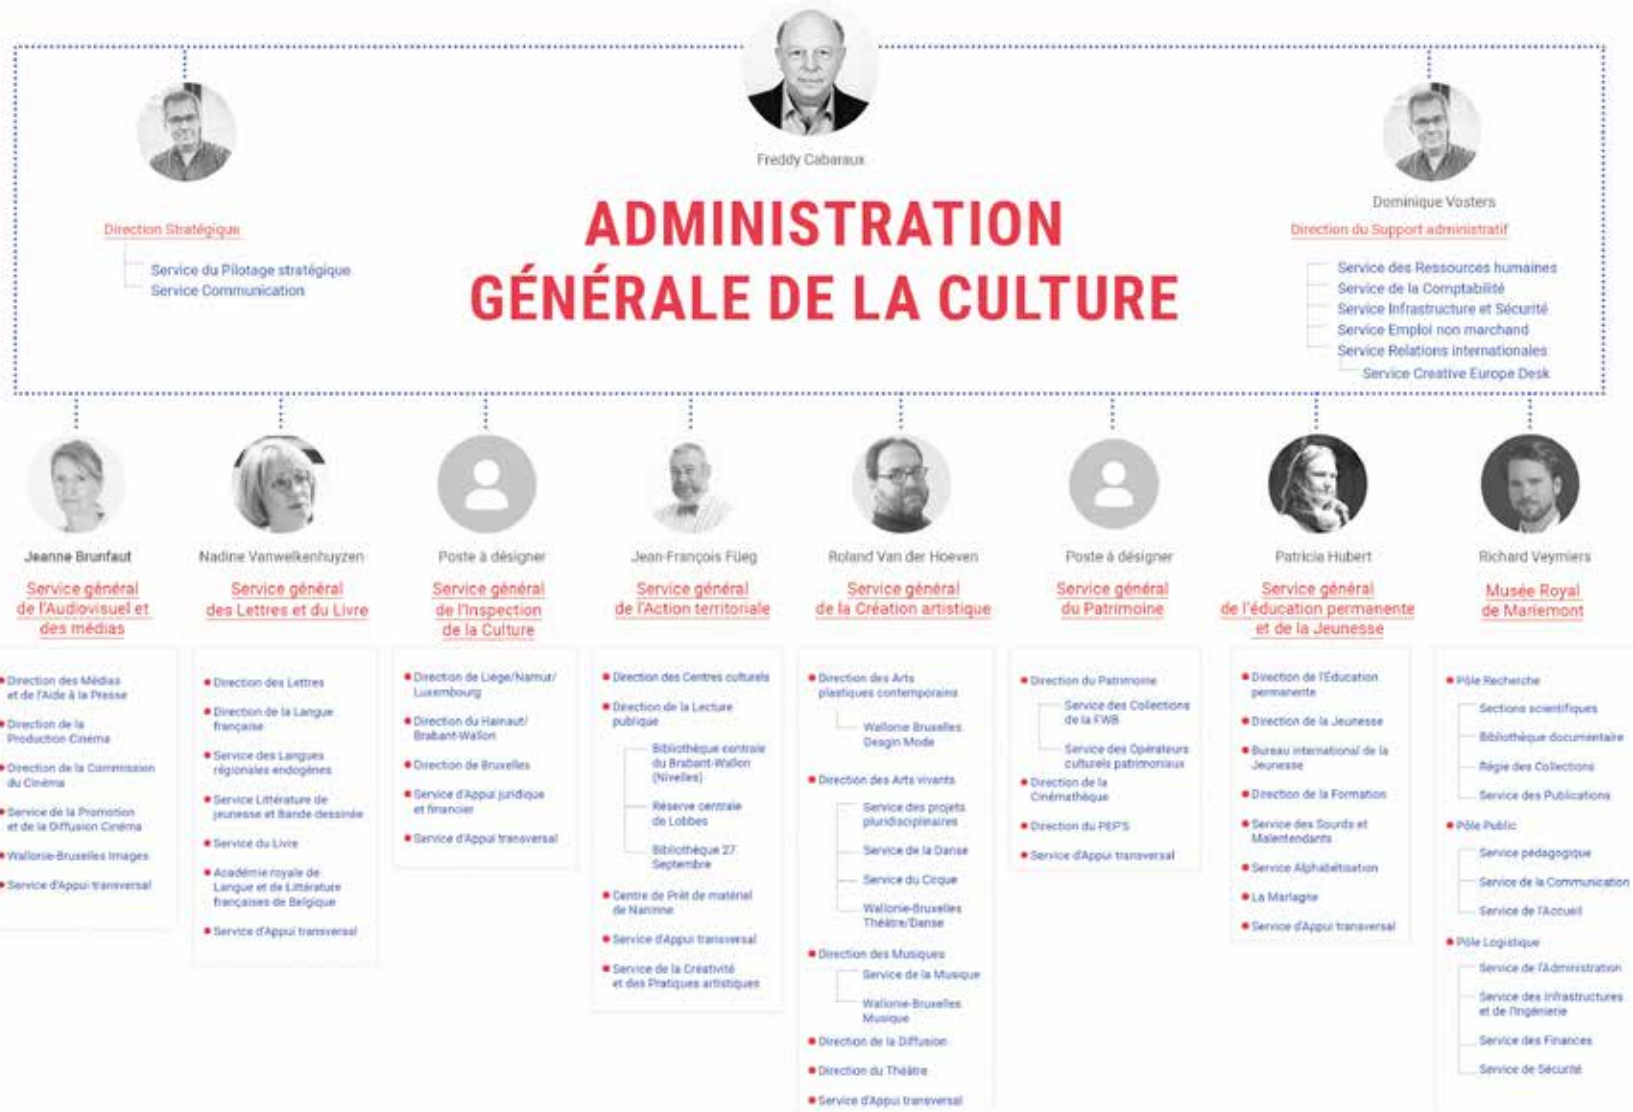 Freddy Cabaraux
ADMINISTRATION
GÉNÉRALE DE LA CULTURE
Direction Stratégique
Service du Pilotage stratégique
Service Communication
Dominique Vosters
Direction du Support administratif
Service des Ressources humaines
Service de la Comptabilité
Service Infrastructure et Sécurité
Service Emploi non marchand
Service Relations internationales
Service Creative Europe Desk
Jeanne Brunfaut
Service général
de l'Audiovisuel et
des médias
Direction des Médias
et de l'Aide à la Presse
Direction de la
Production Cinéma
Direction de la Commission
du Cinéma
Service de la Promotion
et de la Diffusion Cinéma
Wallonie-Bruxelles Images
Service d'Appui transversal
Nadine Vanwelkenhuyzen
Service général
des Lettres et du Livre
Direction des Lettres
Direction de la Langue
française
Service des Langues
régionales endogènes
Service Littérature de
jeunesse et Bande dessinée
Service du Livre
Académie royale de
Langue et de Littérature
françaises de Belgique
Service d'Appui transversal
Poste à désigner
Service général
de l'Inspection
de la Culture
Direction de Liège/Namur/
Luxembourg
Direction du Hainaut/
Brabant-Wallon
Direction de Bruxelles
Service d'Appui juridique
et financier
Service d'Appui transversal
Jean-François Füeg
Service général
de l'Action territoriale
Direction des Centres culturels
Direction de la Lecture
publique
Bibliothèque centrale
du Brabant-Wallon
(Nivelles)
Réserve centrale
de Lobbes
Bibliothèque 27
Septembre
Centre de Prêt de matériel
de Naninne
Service d'Appui transversal
Service de la Créativité
et des Pratiques artistiques
Roland Van der Hoeven
Service général
de la Création artistique
Direction des Arts
plastiques contemporains
Wallonie Bruxelles
Design Mode
Direction des Arts vivants
Service des projets
pluridisciplinaires
Service de la Danse
Service du Cirque
Wallonie-Bruxelles
Théâtre/Danse
Direction des Musiques
Service de la Musique
Wallonie-Bruxelles
Musique
Direction de la Diffusion
Direction du Théâtre
Service d'Appui transversal
Poste à désigner
Service général
du Patrimoine
Direction du Patrimoine
Service des Collections
de la FWB
Service des Opérateurs
culturels patrimoniaux
Direction de la
Cinémathèque
Direction du PEP'S
Service d'Appui transversal
Patricia Hubert
Service général
de l'éducation permanente
et de la Jeunesse
Direction de l'Éducation
permanente
Direction de la Jeunesse
Bureau international de la
Jeunesse
Direction de la Formation
Service des Sourds et
Malentendants
Service Alphabétisation
La Marlagne
Service d'Appui transversal
Richard Veymiers
Musée Royal
de Mariemont
Pôle Recherche
Sections scientifiques
Bibliothèque documentaire
Régie des Collections
Service des Publications
Pôle Public
Service pédagogique
Service de la Communication
Service de l'Accueil
Pôle Logistique
Service de l'Administration
Service des Infrastructures
et de l'Ingénierie
Service des Finances
Service de Sécurité